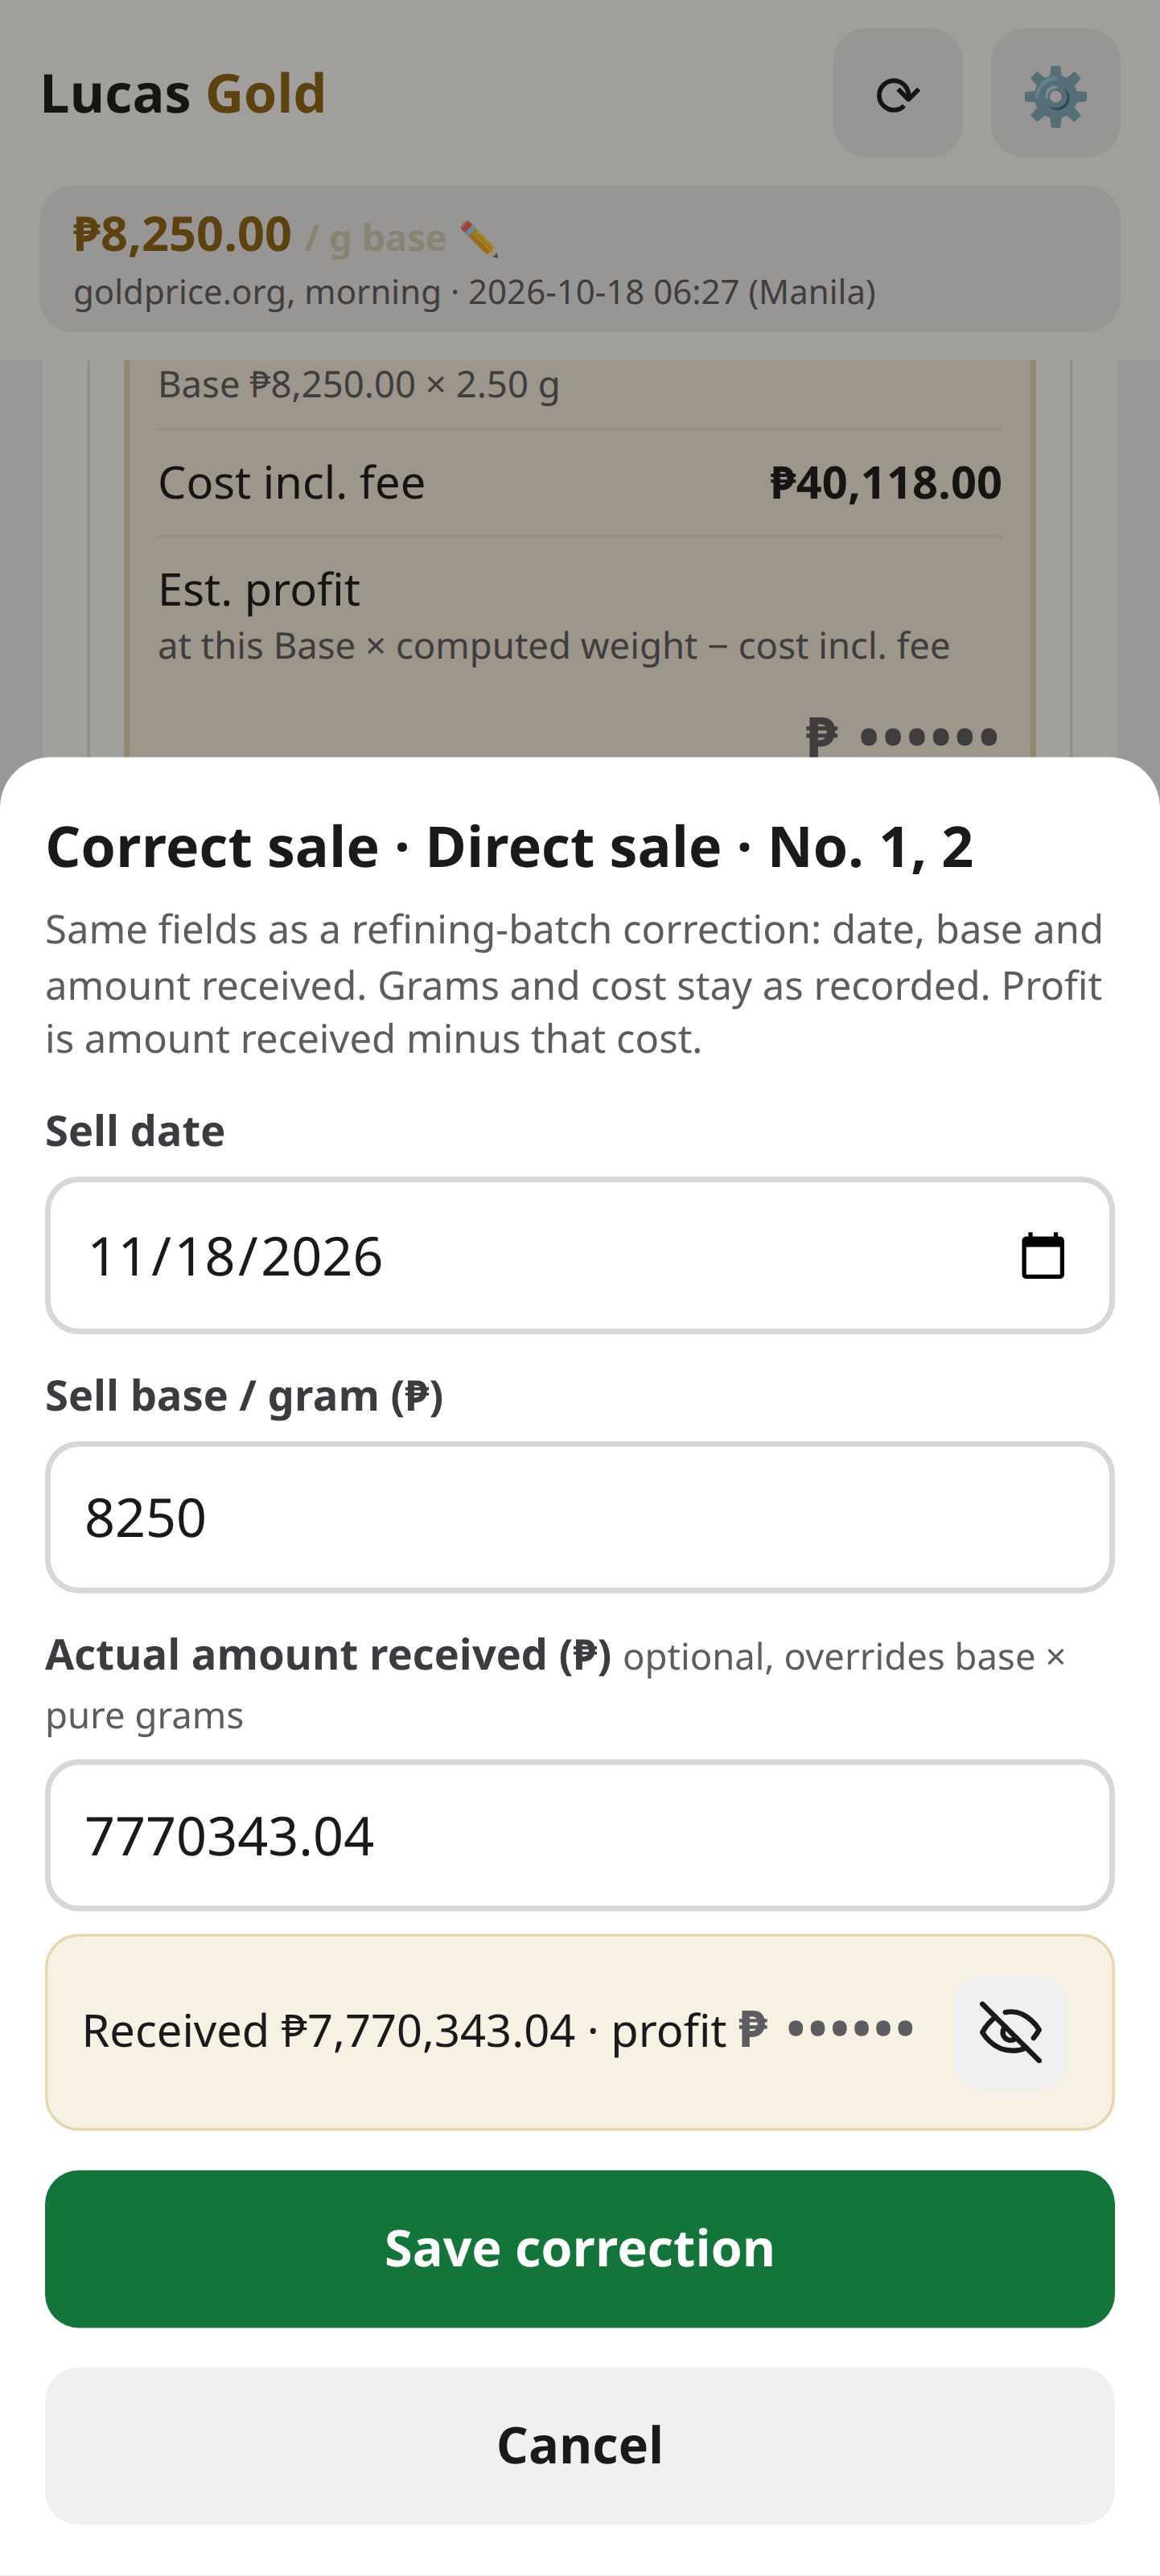 Lucas Gold
₱8,250.00 / g base
goldprice.org, morning · 2026-10-18 06:27 (Manila)
Base ₱8,250.00 × 2.50 g
Cost incl. fee ₱40,118.00
Est. profit
at this Base × computed weight − cost incl. fee
₱ ••••••
Correct sale · Direct sale · No. 1, 2
Same fields as a refining-batch correction: date, base and
amount received. Grams and cost stay as recorded. Profit
is amount received minus that cost.
Sell date
11/18/2026
Sell base / gram (₱)
8250
Actual amount received (₱) optional, overrides base ×
pure grams
7770343.04
Received ₱7,770,343.04 · profit ₱ ••••••
Save correction
Cancel